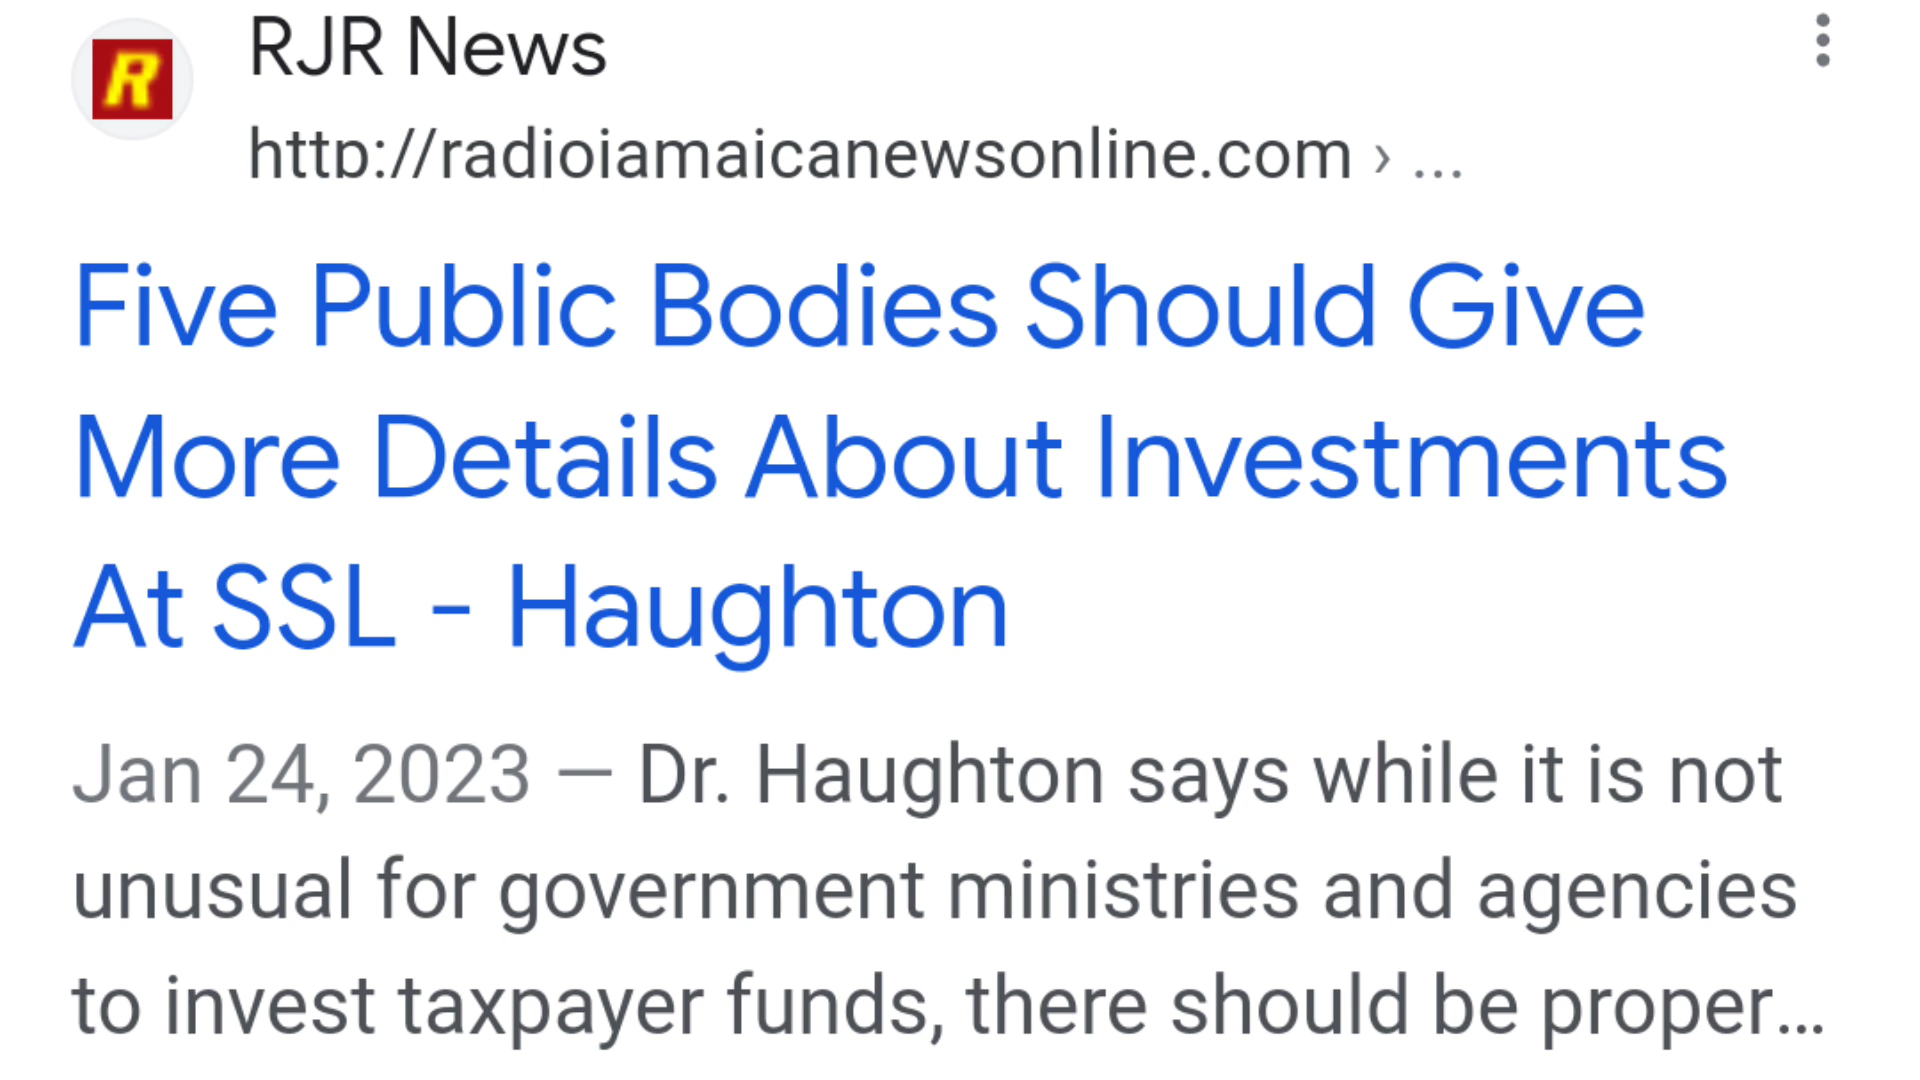 R
RJR News
http://radiojamaicanewsonline.com › ...
Five Public Bodies Should Give
More Details About Investments
At SSL - Haughton
Jan 24, 2023 — Dr. Haughton says while it is not
unusual for government ministries and agencies
to invest taxpayer funds, there should be proper...